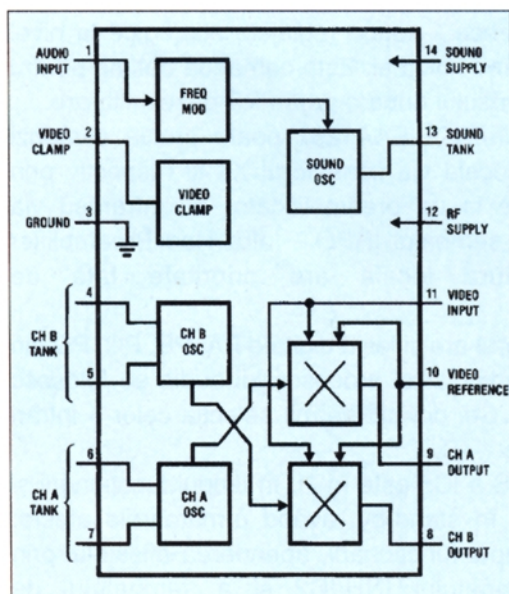 AUDIO
INPUT
1
VIDEO
CLAMP
2
GROUND
3
CH B
TANK
4
5
CH A
TANK
6
7
FREQ
MOD
VIDEO
CLAMP
CH B
OSC
CH A
OSC
SOUND
OSC
14
SOUND
SUPPLY
13
SOUND
TANK
12
RF
SUPPLY
11
VIDEO
INPUT
10
VIDEO
REFERENCE
9
CH A
OUTPUT
8
CH B
OUTPUT